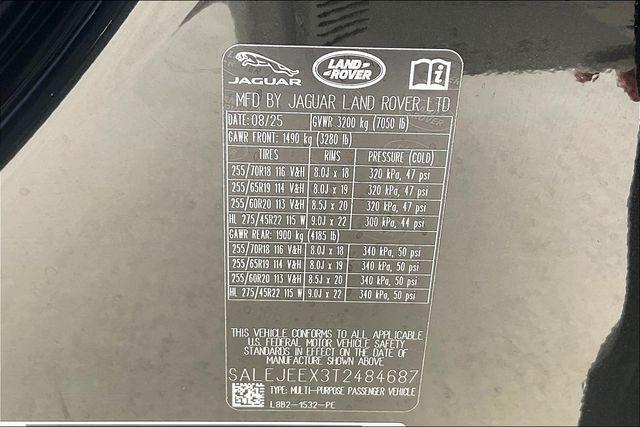 JAGUAR
LAND ROVER
MFD BY JAGUAR LAND ROVER LTD
DATE: 08/25 GVWR 3200 kg (7050 lb)
GAWR FRONT: 1490 kg (3280 lb)
TIRES RIMS PRESSURE (COLD)
255/70R18 116 V&H 8.0J x 18 320 kPa, 47 psi
255/65R19 114 V&H 8.0J x 19 320 kPa, 47 psi
255/60R20 113 V&H 8.5J x 20 320 kPa, 47 psi
HL 275/45R22 115 W 9.0J x 22 300 kPa, 44 psi
GAWR REAR: 1900 kg (4185 lb)
255/70R18 116 V&H 8.0J x 18 340 kPa, 50 psi
255/65R19 114 V&H 8.0J x 19 340 kPa, 50 psi
255/60R20 113 V&H 8.5J x 20 340 kPa, 50 psi
HL 275/45R22 115 W 9.0J x 22 340 kPa, 50 psi
THIS VEHICLE CONFORMS TO ALL APPLICABLE
U.S. FEDERAL MOTOR VEHICLE SAFETY
STANDARDS IN EFFECT ON THE DATE OF
MANUFACTURE SHOWN ABOVE
SALEJEEX3T2484687
TYPE: MULTI-PURPOSE PASSENGER VEHICLE
L8B2-1532-PE